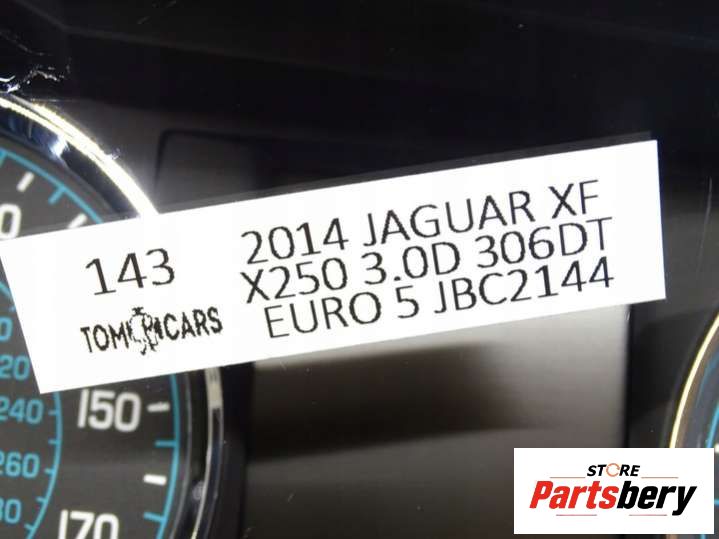 143
TOM CARS
2014 JAGUAR XF
X250 3.0D 306DT
EURO 5 JBC2144
150
170
240
260
STORE
Partsbery